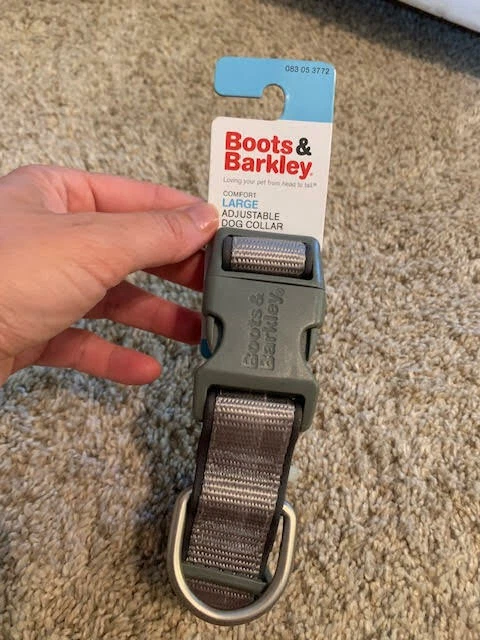 083 05 3772
Boots&
Barkley®
Loving your pet from head to tail®
COMFORT
LARGE
ADJUSTABLE
DOG COLLAR
Boots&
Barkley®